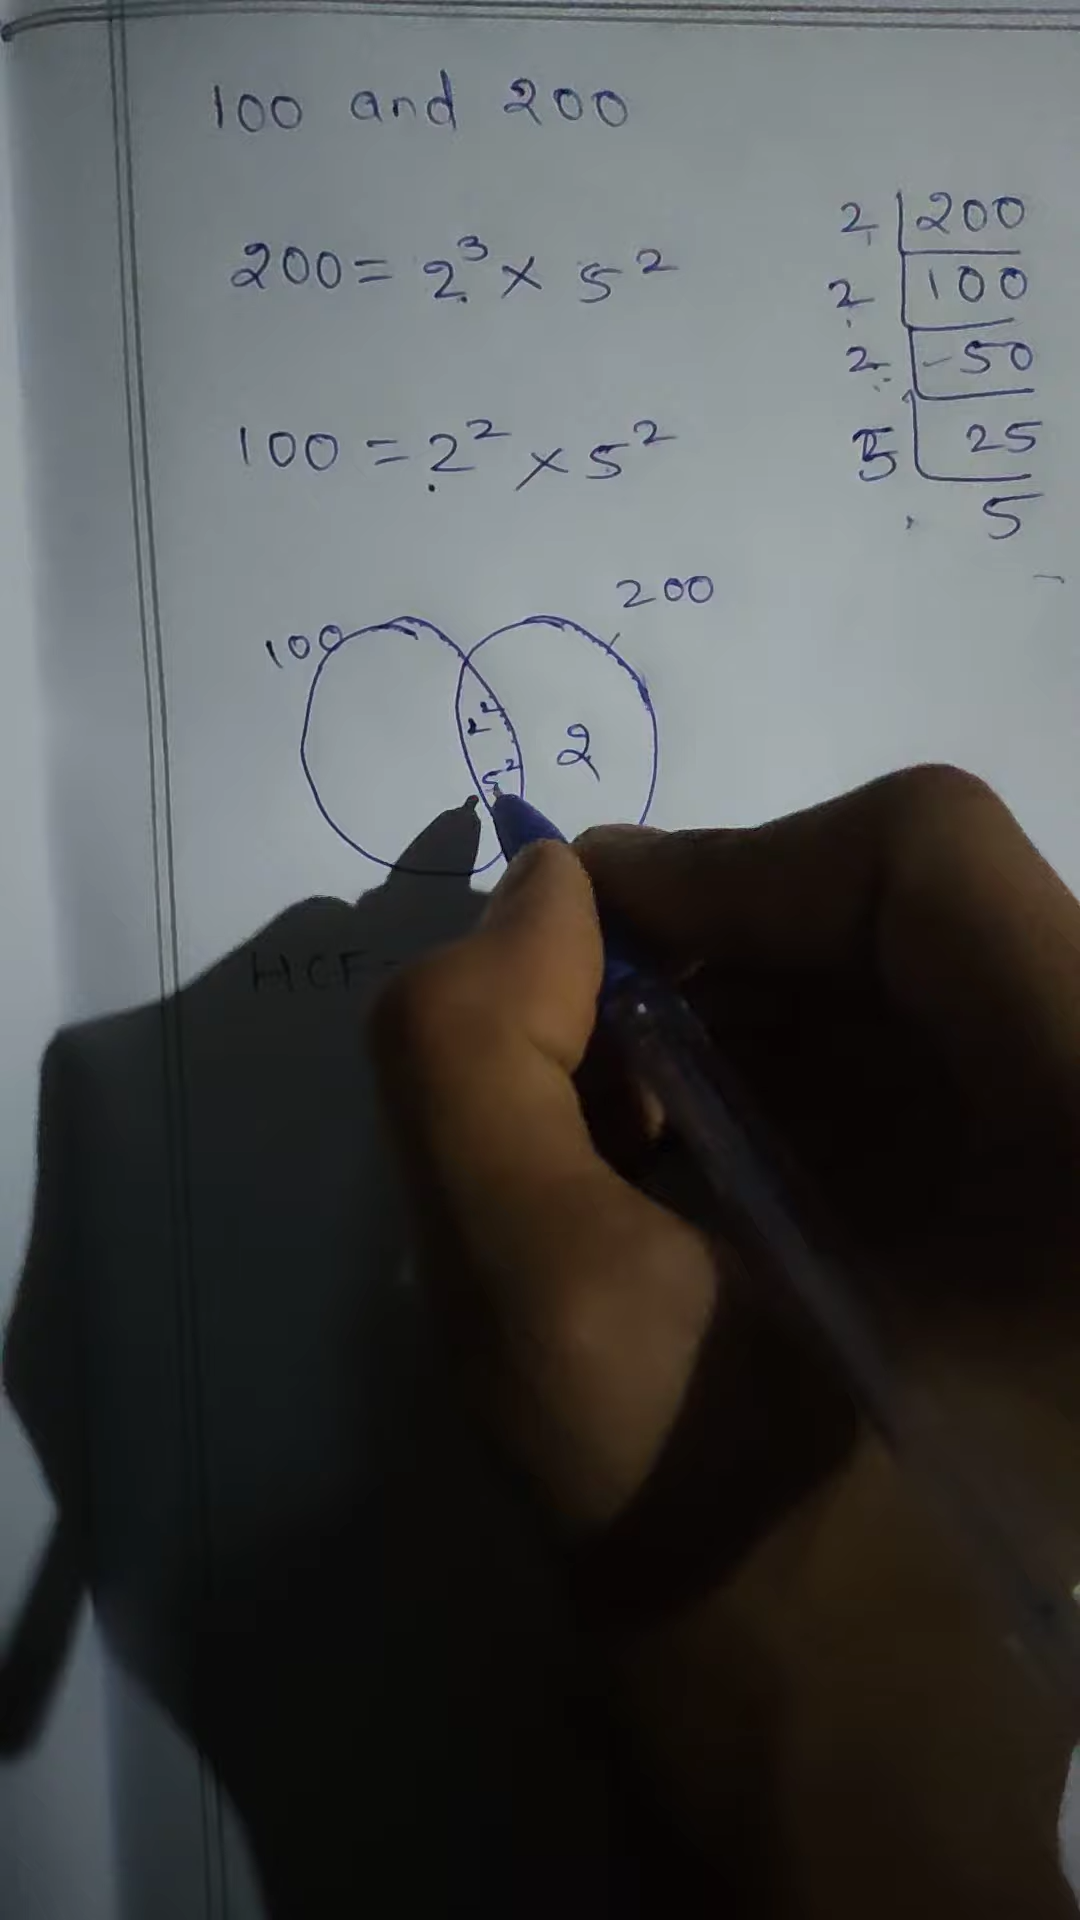 100 and 200
200 = 2³ × 5²
100 = 2² × 5²
2 | 200
2 | 100
2 | -50
5 | 25
5
100
200
2²
5²
2
HCF =